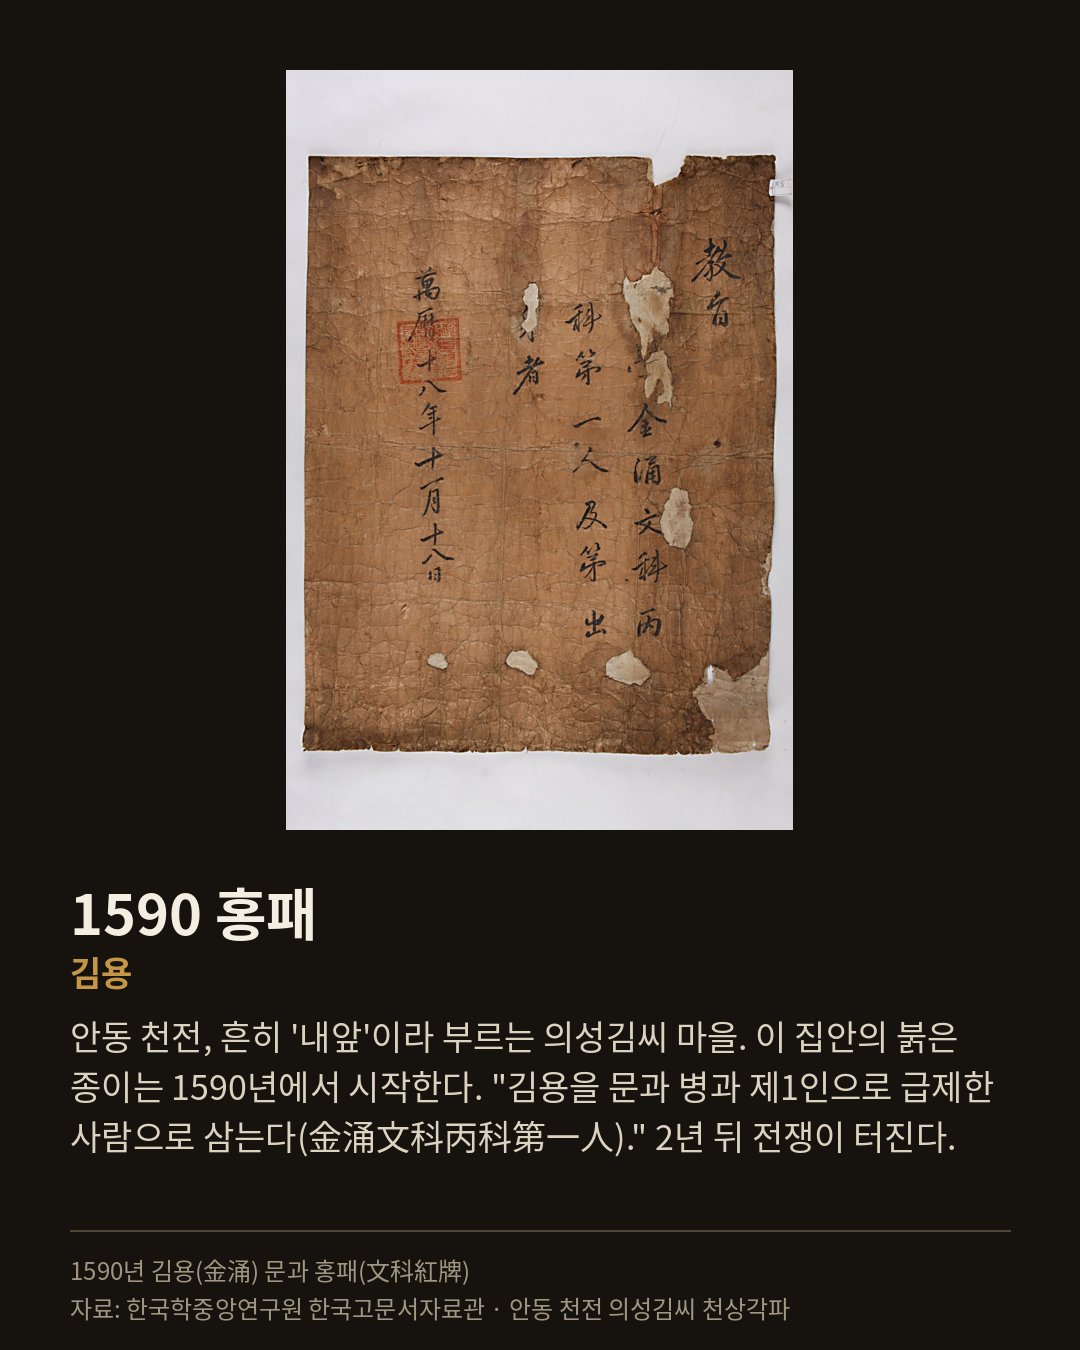 教旨
金涌文科丙
科第一人及第出
者
萬曆十八年十一月十八日
1590 홍패
김용
안동 천전, 흔히 '내앞'이라 부르는 의성김씨 마을. 이 집안의 붉은
종이는 1590년에서 시작한다. "김용을 문과 병과 제1인으로 급제한
사람으로 삼는다(金涌文科丙科第一人)." 2년 뒤 전쟁이 터진다.
1590년 김용(金涌) 문과 홍패(文科紅牌)
자료: 한국학중앙연구원 한국고문서자료관 · 안동 천전 의성김씨 천상각파